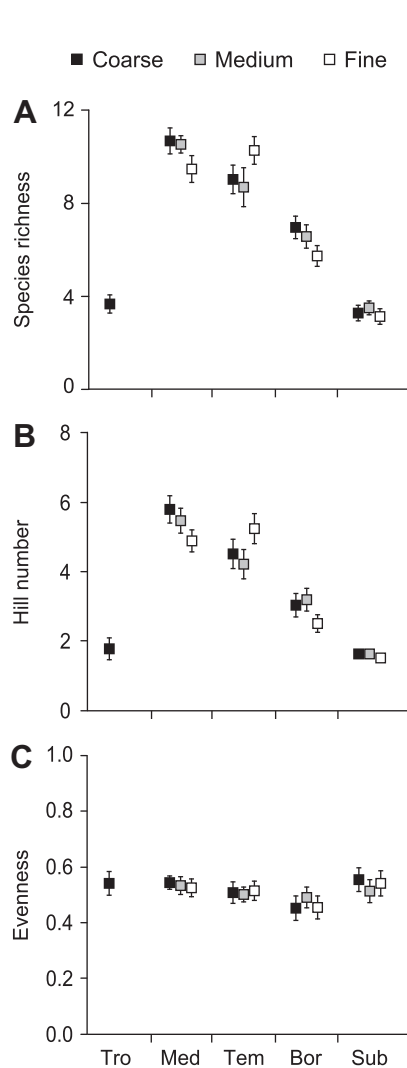 Coarse Medium Fine
A
12
8
4
0
Species richness
B
8
6
4
2
0
Hill number
C
1.0
0.8
0.6
0.4
0.2
0.0
Evenness
Tro Med Tem Bor Sub